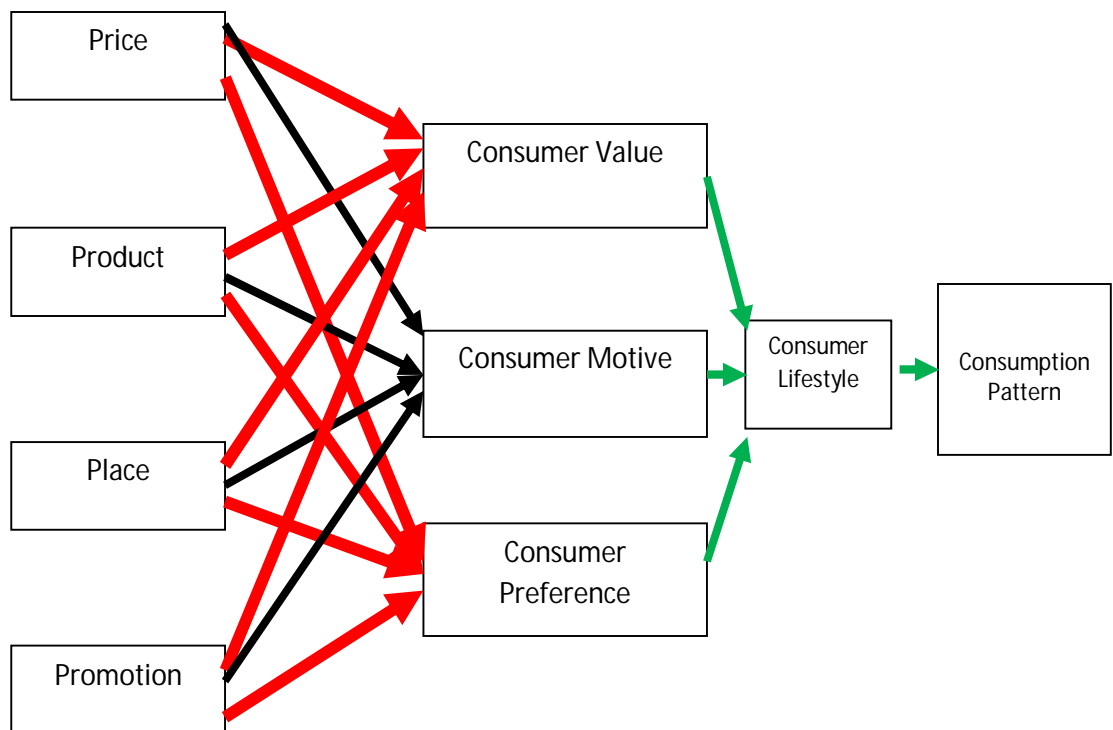 Price
Product
Place
Promotion
Consumer Value
Consumer Motive
Consumer
Preference
Consumer
Lifestyle
Consumption
Pattern